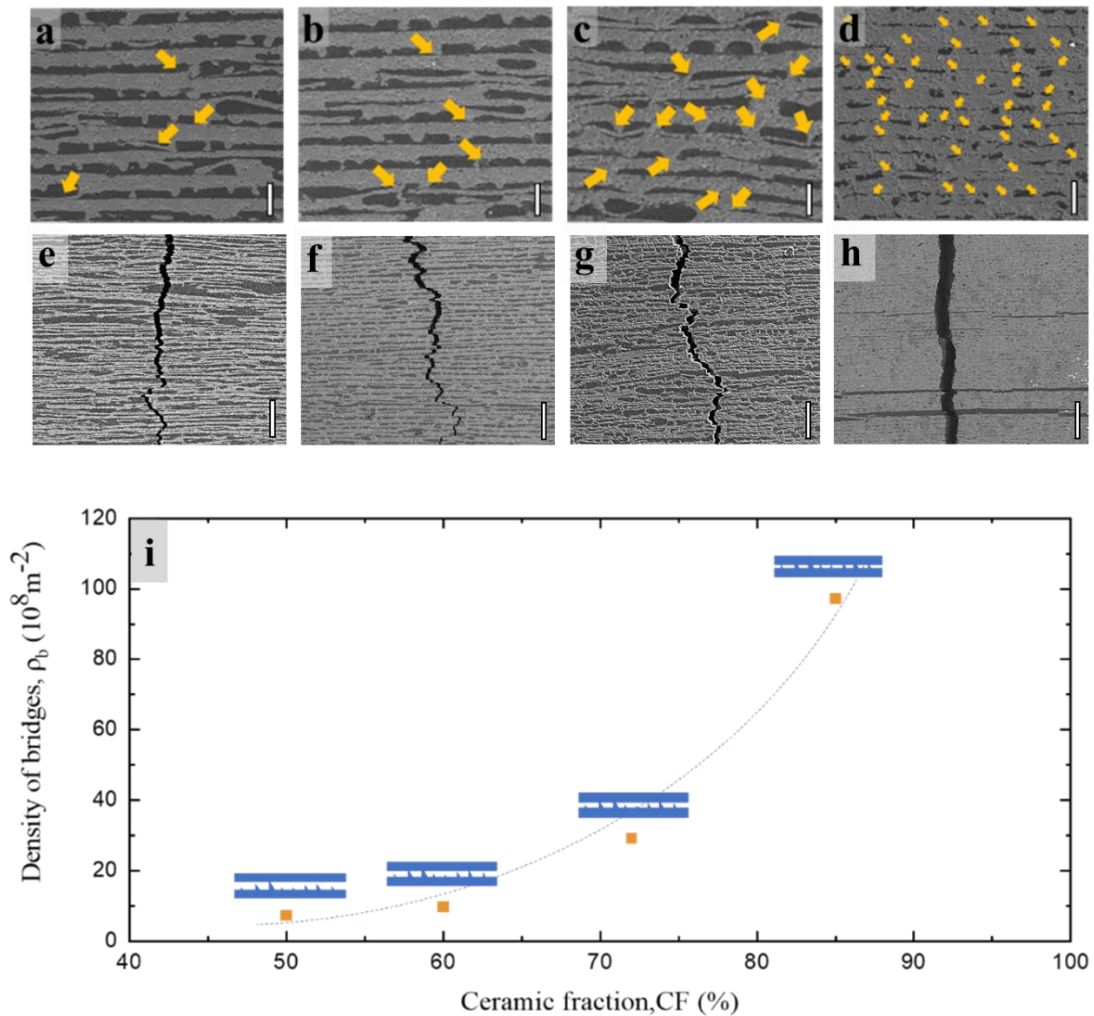 a b c d
e f g h
i
120
100
80
60
40
20
0
40 50 60 70 80 90 100
Density of bridges, ρb (10⁸m⁻²)
Ceramic fraction,CF (%)